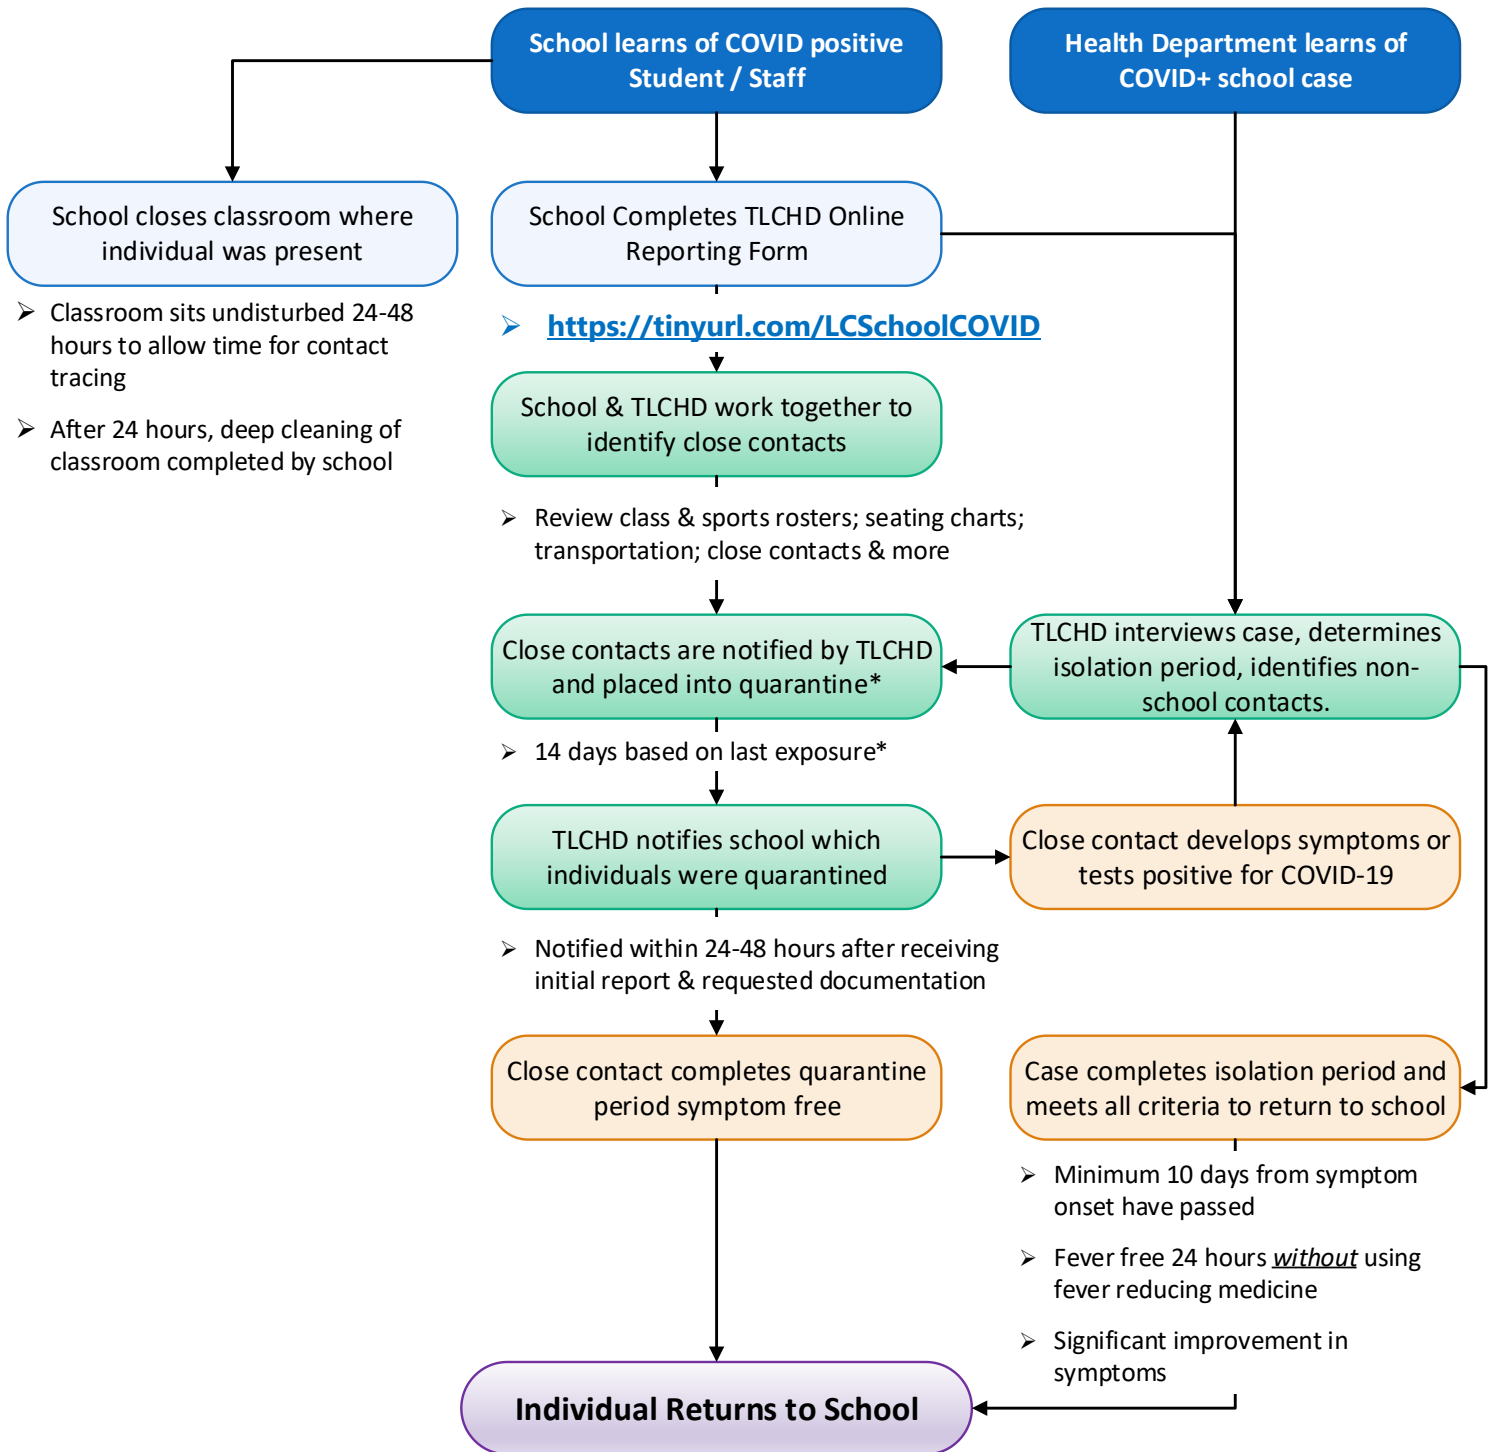 School learns of COVID positive
Student / Staff
Health Department learns of
COVID+ school case
School closes classroom where
individual was present
➢ Classroom sits undisturbed 24-48
hours to allow time for contact
tracing
➢ After 24 hours, deep cleaning of
classroom completed by school
School Completes TLCHD Online
Reporting Form
➢ https://tinyurl.com/LCSchoolCOVID
School & TLCHD work together to
identify close contacts
➢ Review class & sports rosters; seating charts;
transportation; close contacts & more
Close contacts are notified by TLCHD
and placed into quarantine*
TLCHD interviews case, determines
isolation period, identifies non-
school contacts.
➢ 14 days based on last exposure*
TLCHD notifies school which
individuals were quarantined
Close contact develops symptoms or
tests positive for COVID-19
➢ Notified within 24-48 hours after receiving
initial report & requested documentation
Close contact completes quarantine
period symptom free
Case completes isolation period and
meets all criteria to return to school
➢ Minimum 10 days from symptom
onset have passed
➢ Fever free 24 hours without using
fever reducing medicine
➢ Significant improvement in
symptoms
Individual Returns to School